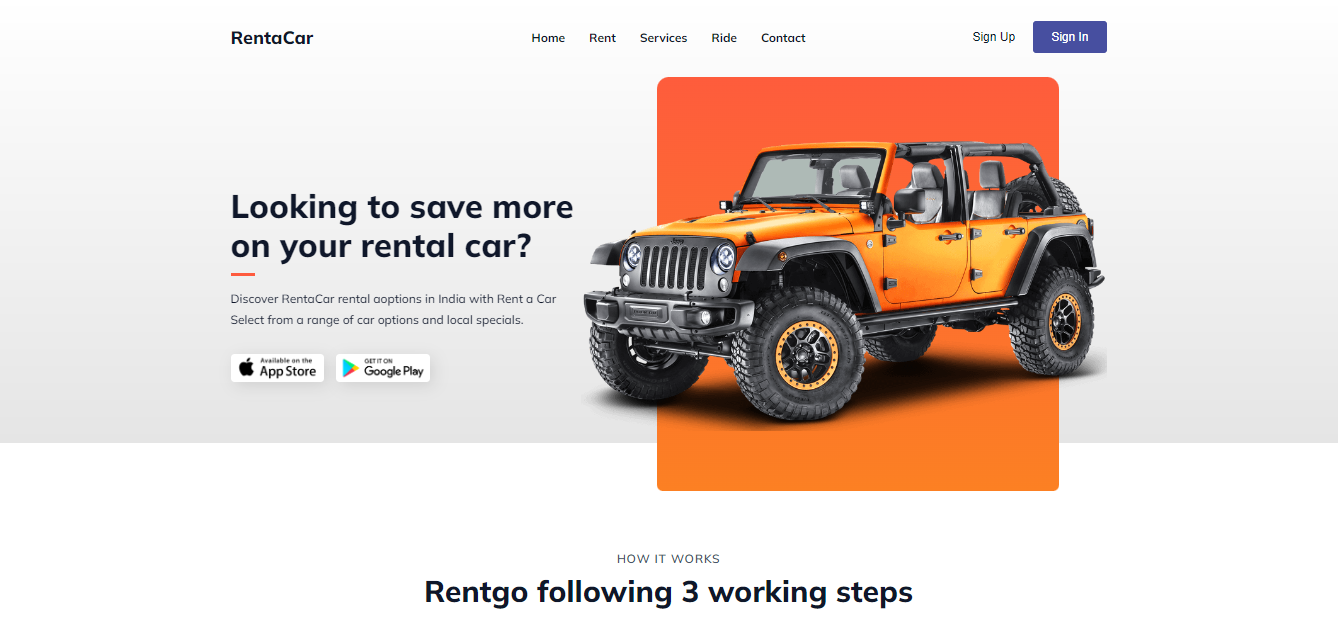 RentaCar
Home Rent Services Ride Contact
Sign Up Sign In
Looking to save more
on your rental car?
Discover RentaCar rental aoptions in India with Rent a Car
Select from a range of car options and local specials.
Available on the
App Store
GET IT ON
Google Play
HOW IT WORKS
Rentgo following 3 working steps